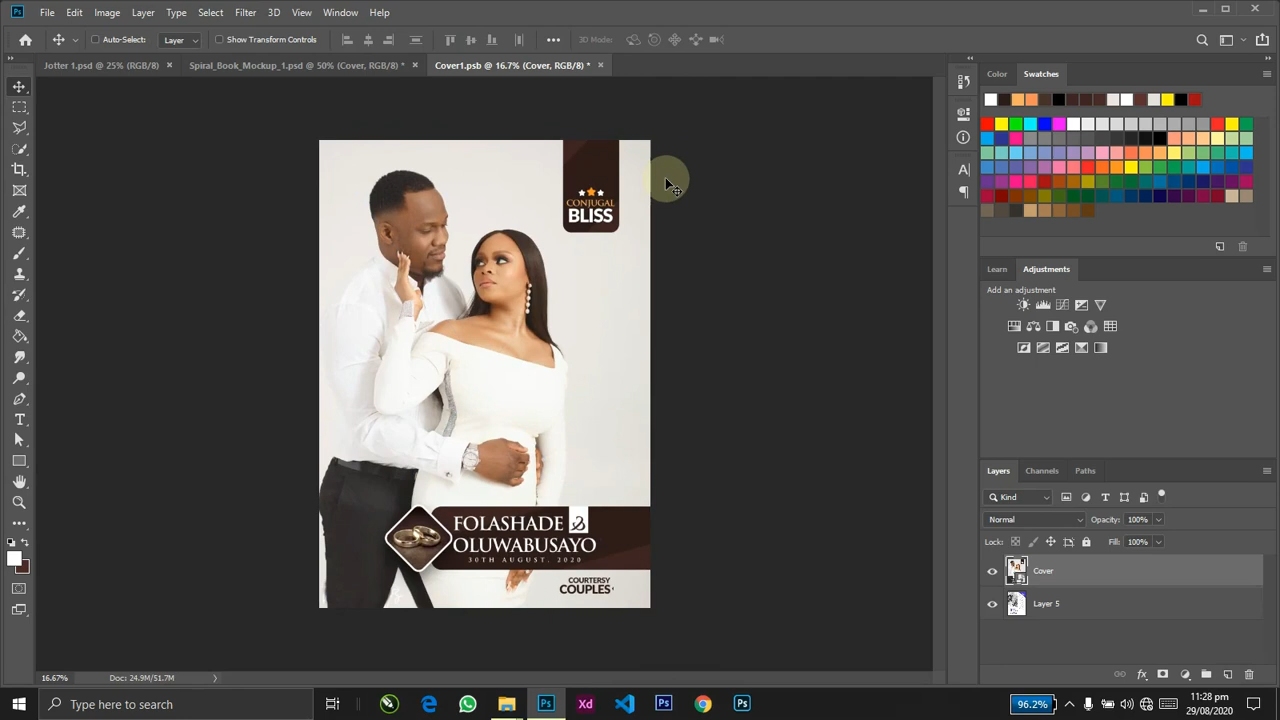 File Edit Image Layer Type Select Filter 3D View Window Help
Auto-Select: Layer Show Transform Controls 3D Mode:
Jotter 1.psd @ 25% (RGB/8) Spiral_Book_Mockup_1.psd @ 50% (Cover, RGB/8) * Cover1.psb @ 16.7% (Cover, RGB/8) *
Color Swatches
CONJUGAL
BLISS
Learn Adjustments
Add an adjustment
Layers Channels Paths
Kind
Normal Opacity: 100%
Lock: Fill: 100%
Cover
Layer 5
FOLASHADE &
OLUWABUSAYO
30TH AUGUST, 2020
COURTERSY
COUPLES'
16.67% Doc: 24.9M/51.7M
Type here to search
96.2%
11:28 pm
29/08/2020